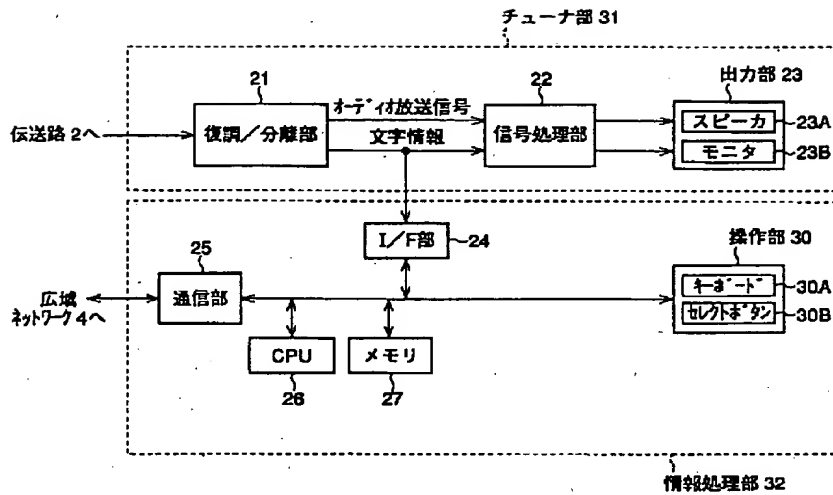 チューナ部 31
出力部 23
21
オーディオ放送信号
22
伝送路 2へ
復調/分離部
文字情報
信号処理部
スピーカ
23A
モニタ
23B
I/F部
24
操作部 30
25
広域
ネットワーク 4へ
通信部
キーボード
30A
セレクトボタン
30B
CPU
メモリ
26
27
情報処理部 32